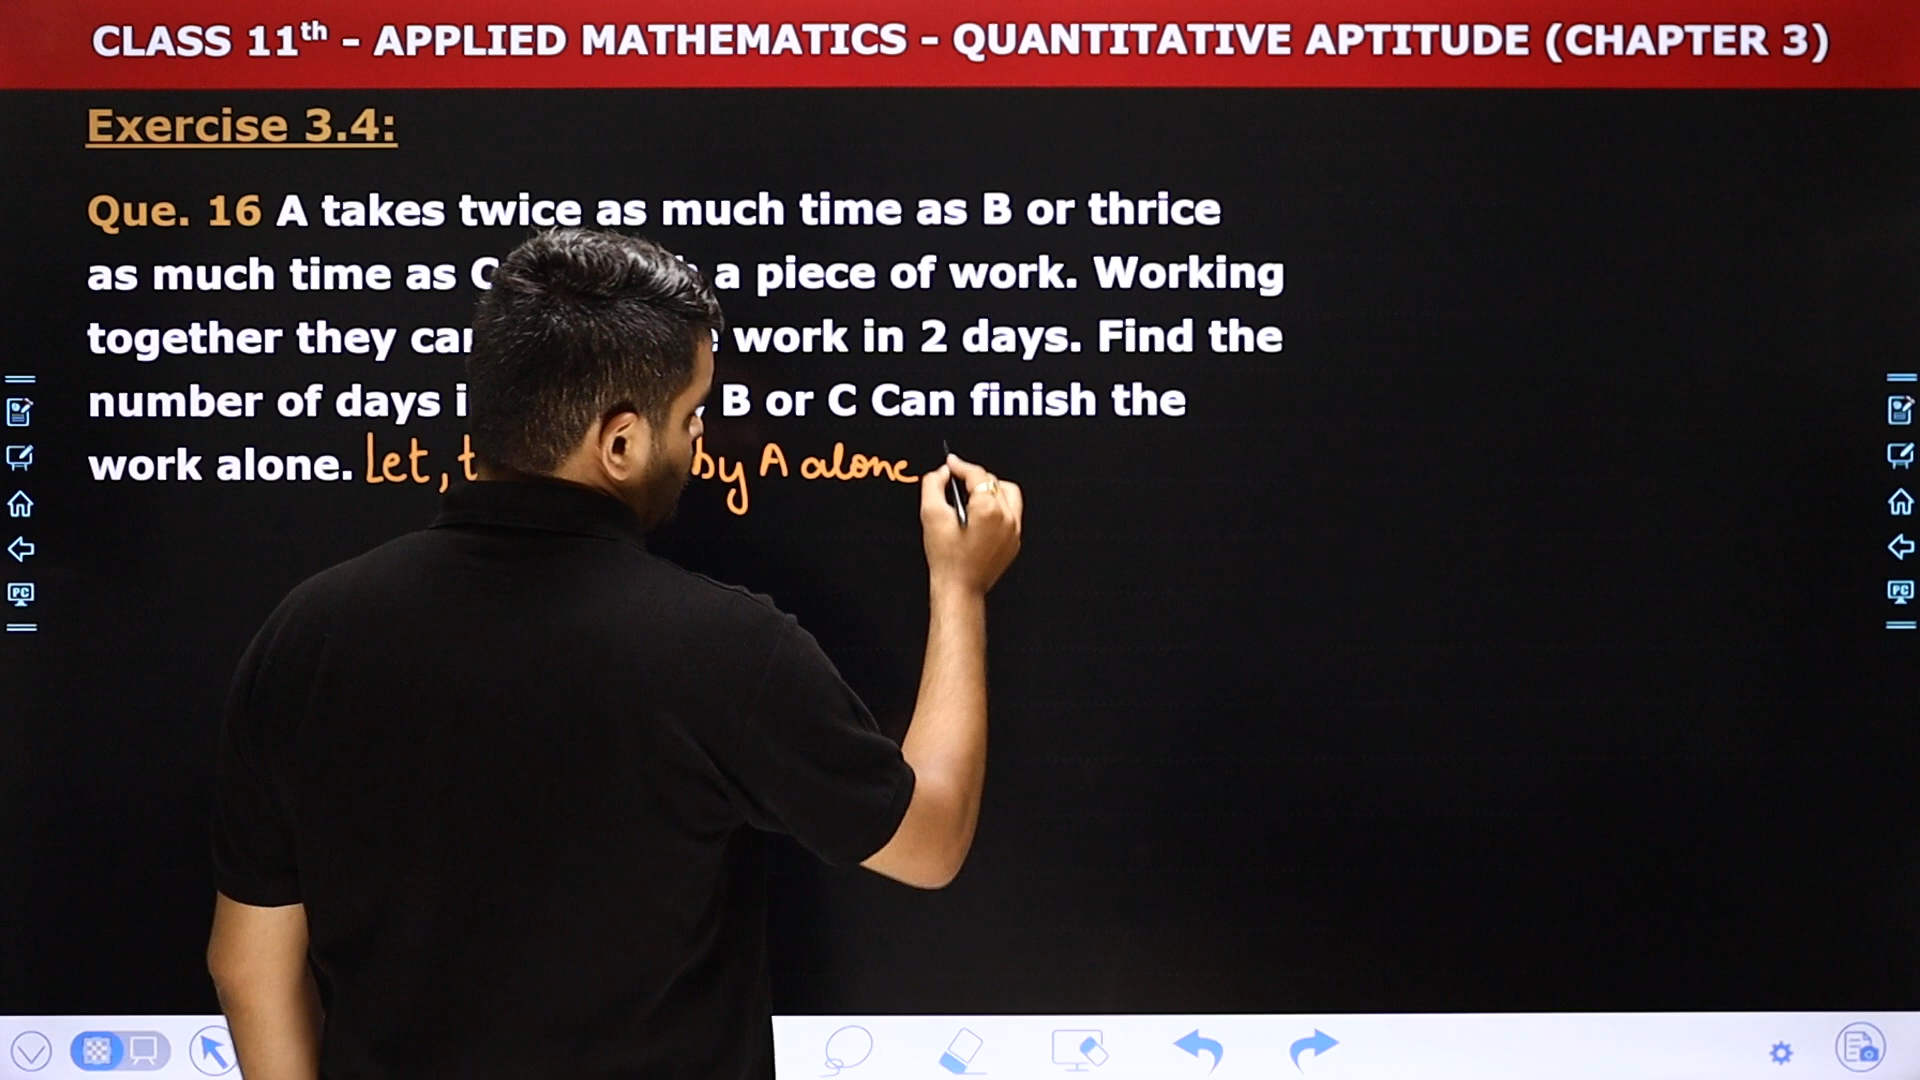 CLASS 11th - APPLIED MATHEMATICS - QUANTITATIVE APTITUDE (CHAPTER 3)
Exercise 3.4:
Que. 16 A takes twice as much time as B or thrice
as much time as a piece of work. Working
together they work in 2 days. Find the
number of days B or C Can finish the
work alone. Let, by A alone
PC
PC